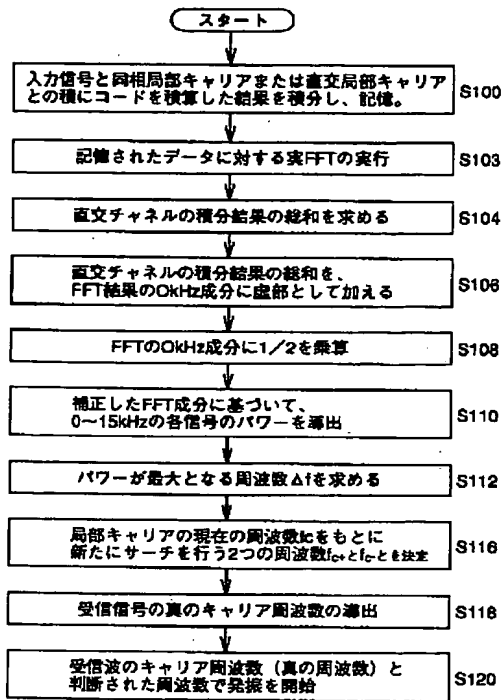 スタート
入力信号と同相局部キャリアまたは直交局部キャリア
との積にコードを積算した結果を積分し、記憶。
S100
記憶されたデータに対する実FFTの実行
S103
直交チャネルの積分結果の総和を求める
S104
直交チャネルの積分結果の総和を、
FFT結果の0kHz成分に虚部として加える
S106
FFTの0kHz成分に1/2を乗算
S108
補正したFFT成分に基づいて、
0〜15kHzの各信号のパワーを導出
S110
パワーが最大となる周波数Δfを求める
S112
局部キャリアの現在の周波数fcをもとに
新たにサーチを行う2つの周波数fc+とfc-とを決定
S116
受信信号の真のキャリア周波数の導出
S118
受信波のキャリア周波数（真の周波数）と
判断された周波数で発振を開始
S120